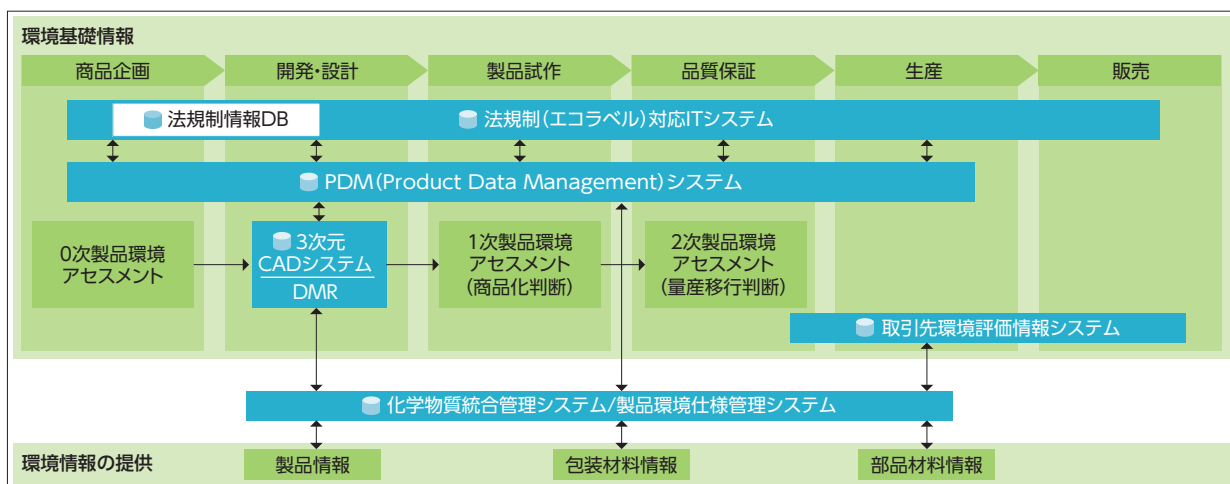 環境基礎情報
商品企画
開発・設計
製品試作
品質保証
生産
販売
法規制情報DB
法規制(エコラベル)対応ITシステム
PDM(Product Data Management)システム
0次製品環境
アセスメント
3次元
CADシステム
DMR
1次製品環境
アセスメント
(商品化判断)
2次製品環境
アセスメント
(量産移行判断)
取引先環境評価情報システム
化学物質統合管理システム/製品環境仕様管理システム
環境情報の提供
製品情報
包装材料情報
部品材料情報